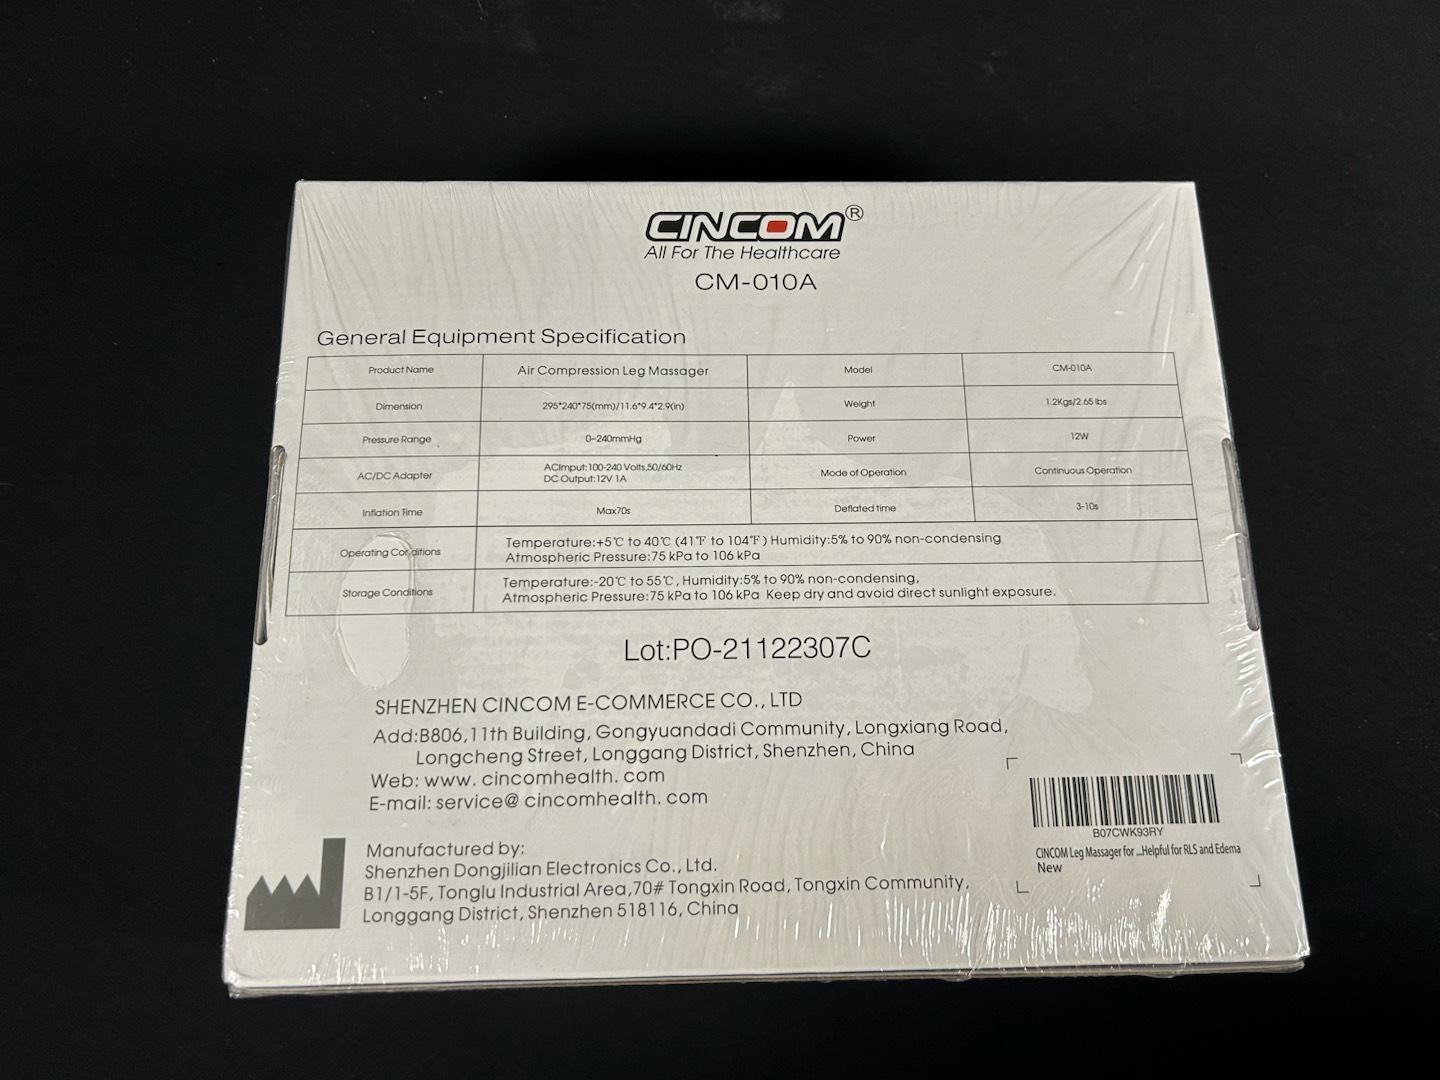 CINCOM®
All For The Healthcare
CM-010A
General Equipment Specification
Product Name Air Compression Leg Massager Model CM-010A
Dimension 295*240*75(mm)/11.6*9.4*2.9(in) Weight 1.2Kgs/2.65 lbs
Pressure Range 0~240mmHg Power 12W
AC/DC Adapter ACImput:100-240 Volts,50/60Hz
DC Output:12V 1A Mode of Operation Continuous Operation
Inflation Time Max70s Deflated time 3-10s
Operating Conditions Temperature:+5℃ to 40℃ (41℉ to 104℉) Humidity:5% to 90% non-condensing
Atmospheric Pressure:75 kPa to 106 kPa
Storage Conditions Temperature:-20℃ to 55℃, Humidity:5% to 90% non-condensing,
Atmospheric Pressure:75 kPa to 106 kPa Keep dry and avoid direct sunlight exposure.
Lot:PO-21122307C
SHENZHEN CINCOM E-COMMERCE CO., LTD
Add:B806,11th Building, Gongyuandadi Community, Longxiang Road,
Longcheng Street, Longgang District, Shenzhen, China
Web: www. cincomhealth. com
E-mail: service@ cincomhealth. com
Manufactured by:
Shenzhen Dongjilian Electronics Co., Ltd.
B1/1-5F, Tonglu Industrial Area,70# Tongxin Road, Tongxin Community,
Longgang District, Shenzhen 518116, China
B07CWK93RY
CINCOM Leg Massager for ...Helpful for RLS and Edema
New